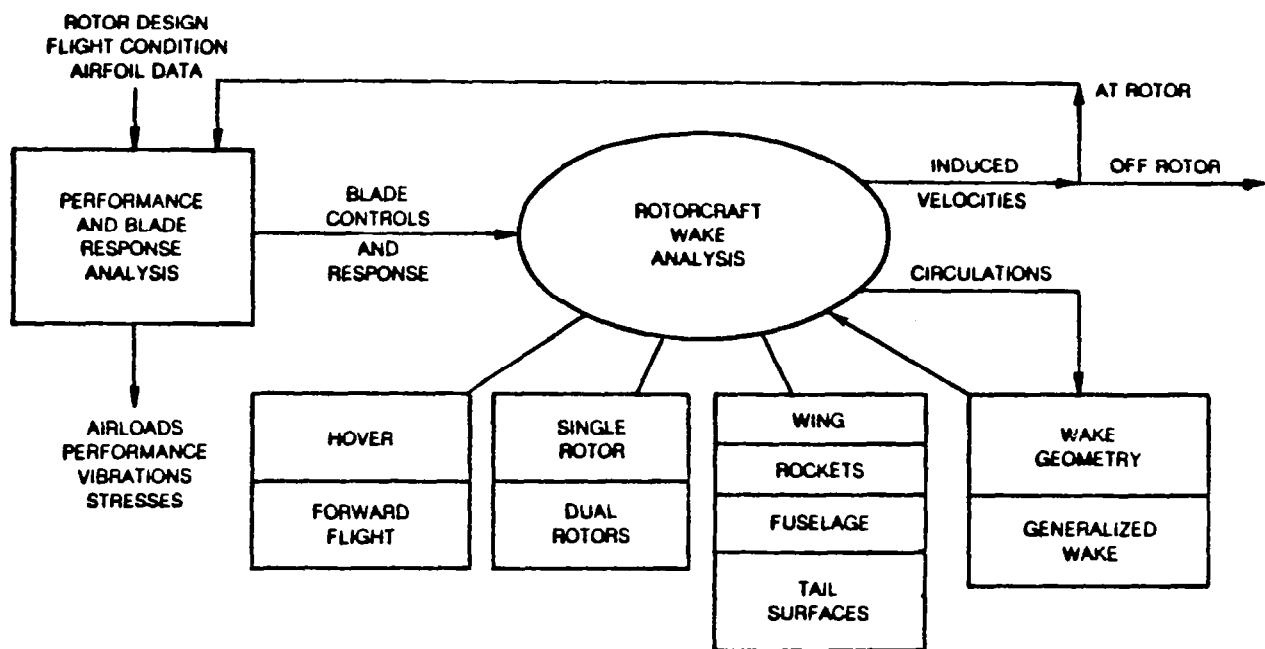 ROTOR DESIGN
FLIGHT CONDITION
AIRFOIL DATA
AT ROTOR
PERFORMANCE
AND BLADE
RESPONSE
ANALYSIS
BLADE
CONTROLS
AND
RESPONSE
ROTORCRAFT
WAKE
ANALYSIS
INDUCED
VELOCITIES
OFF ROTOR
CIRCULATIONS
AIRLOADS
PERFORMANCE
VIBRATIONS
STRESSES
HOVER
FORWARD
FLIGHT
SINGLE
ROTOR
DUAL
ROTORS
WING
ROCKETS
FUSELAGE
TAIL
SURFACES
WAKE
GEOMETRY
GENERALIZED
WAKE